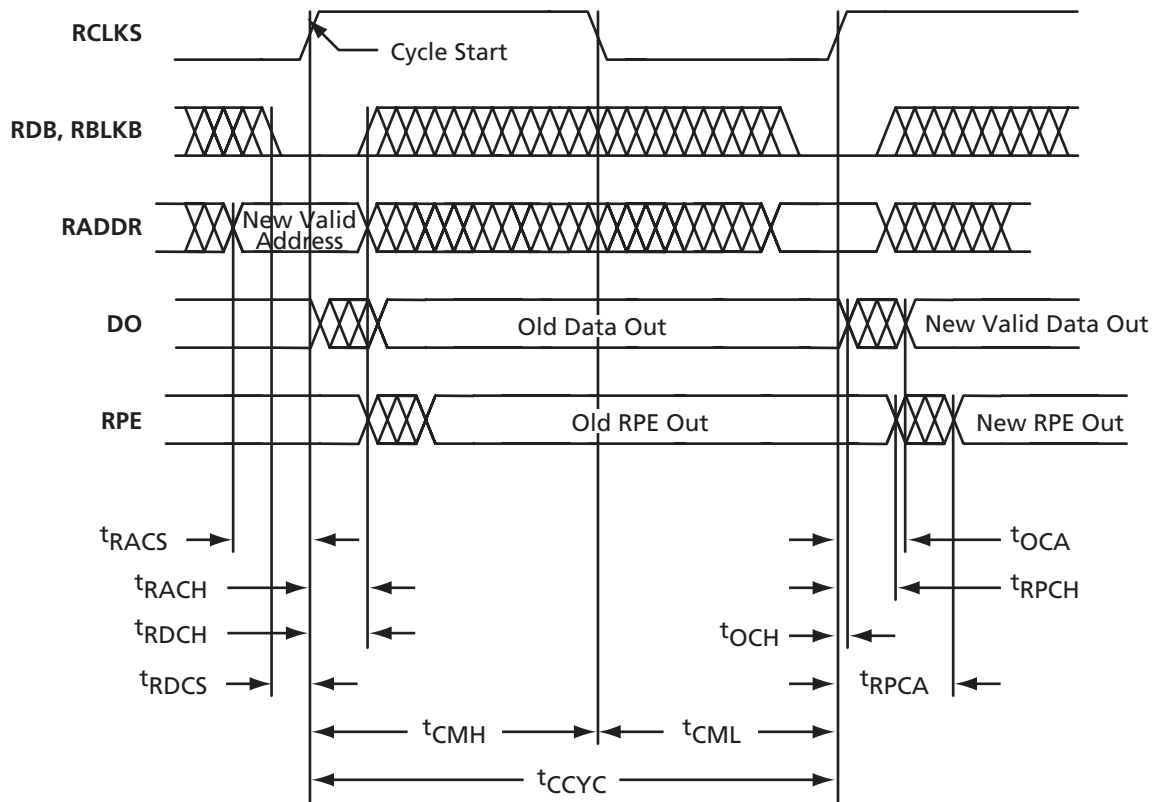 RCLKS
Cycle Start
RDB, RBLKB
RADDR
New Valid
Address
DO
Old Data Out
New Valid Data Out
RPE
Old RPE Out
New RPE Out
tRACS
tOCA
tRACH
tRPCH
tRDCH
tOCH
tRDCS
tRPCA
tCMH
tCML
tCCYC